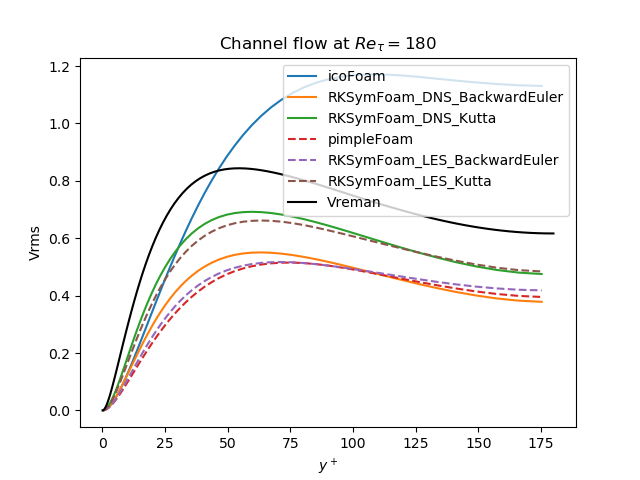 Channel flow at Re_τ = 180
1.2
1.0
0.8
0.6
0.4
0.2
0.0
Vrms
icoFoam
RKSymFoam_DNS_BackwardEuler
RKSymFoam_DNS_Kutta
pimpleFoam
RKSymFoam_LES_BackwardEuler
RKSymFoam_LES_Kutta
Vreman
0 25 50 75 100 125 150 175
y⁺